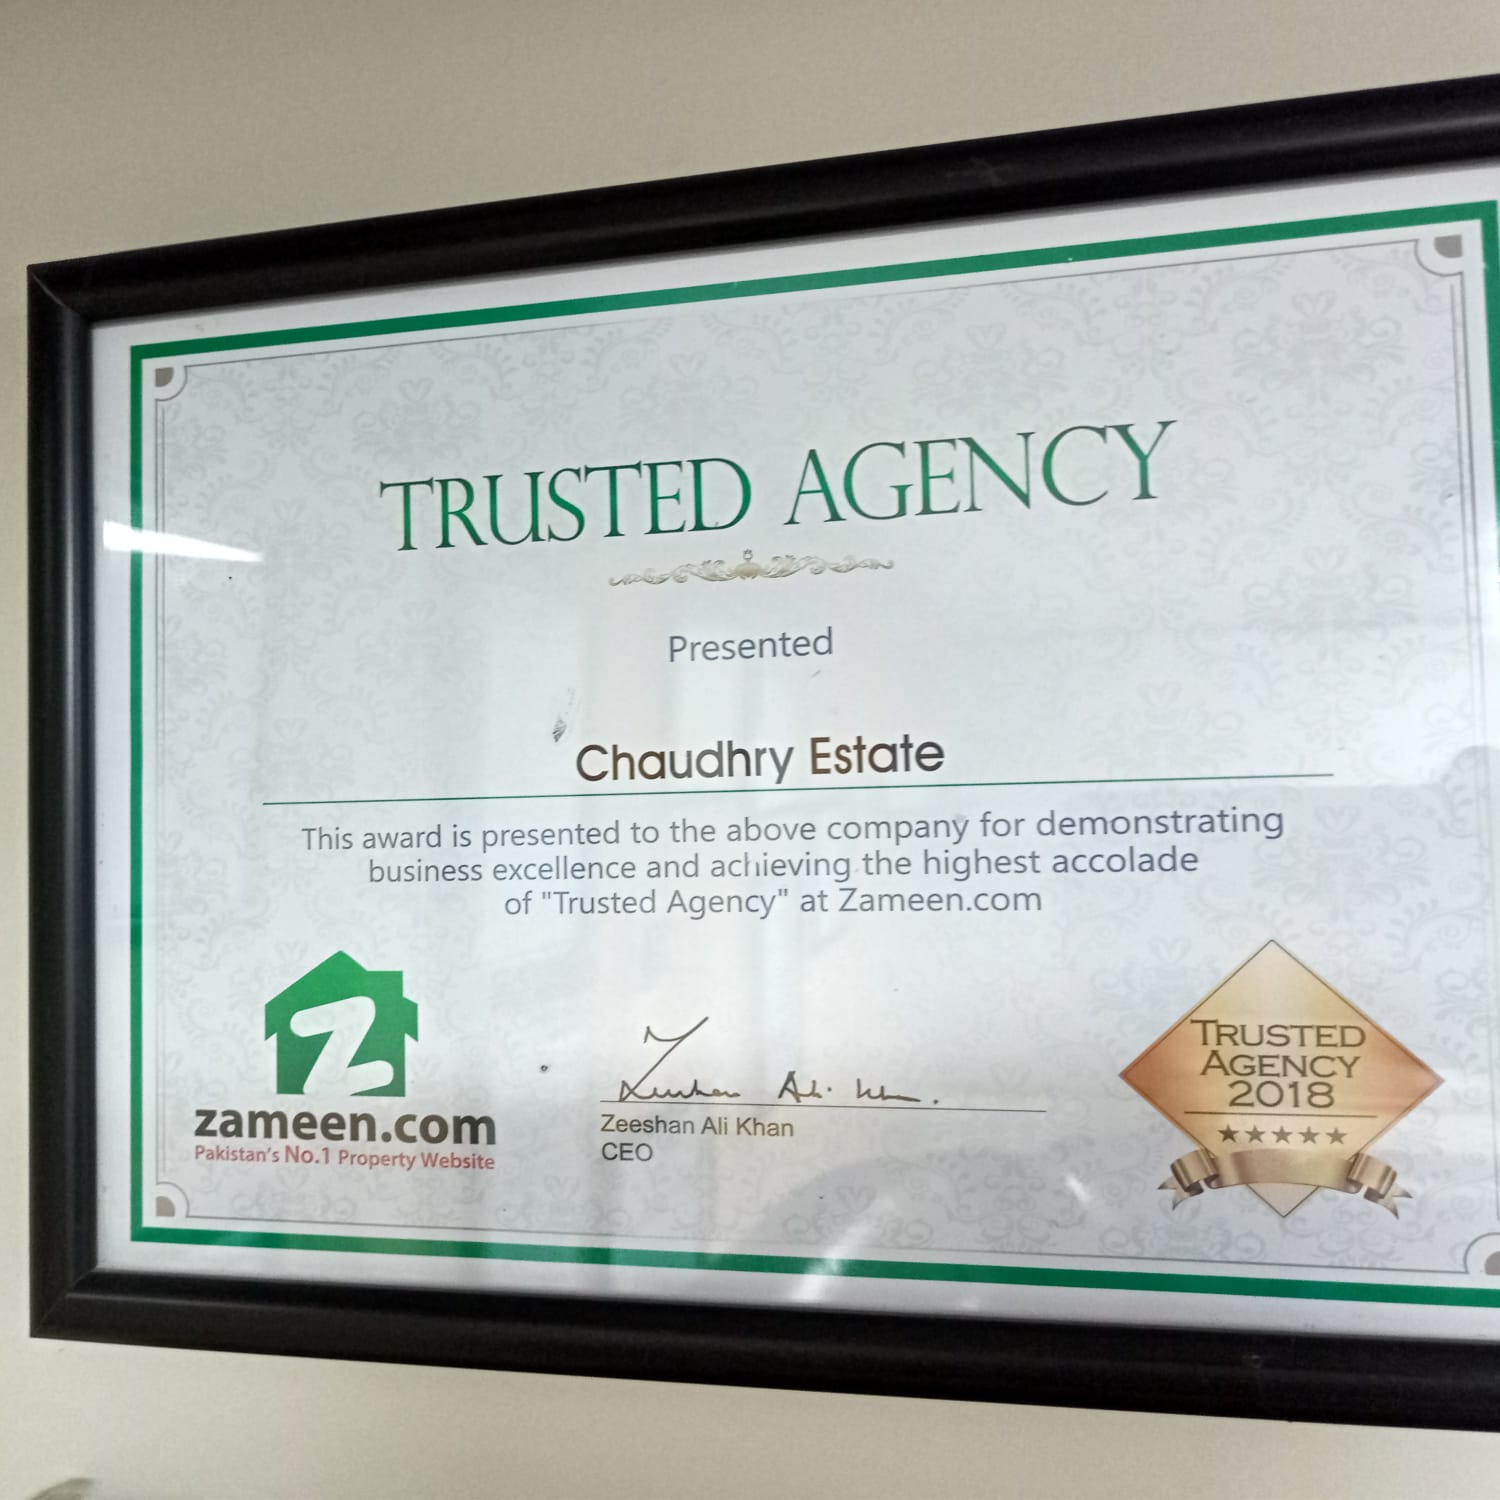 TRUSTED AGENCY
Presented
Chaudhry Estate
This award is presented to the above company for demonstrating
business excellence and achieving the highest accolade
of "Trusted Agency" at Zameen.com
Z
zameen.com
Pakistan's No.1 Property Website
Zeeshan Ali Khan
Zeeshan Ali Khan
CEO
TRUSTED
AGENCY
2018